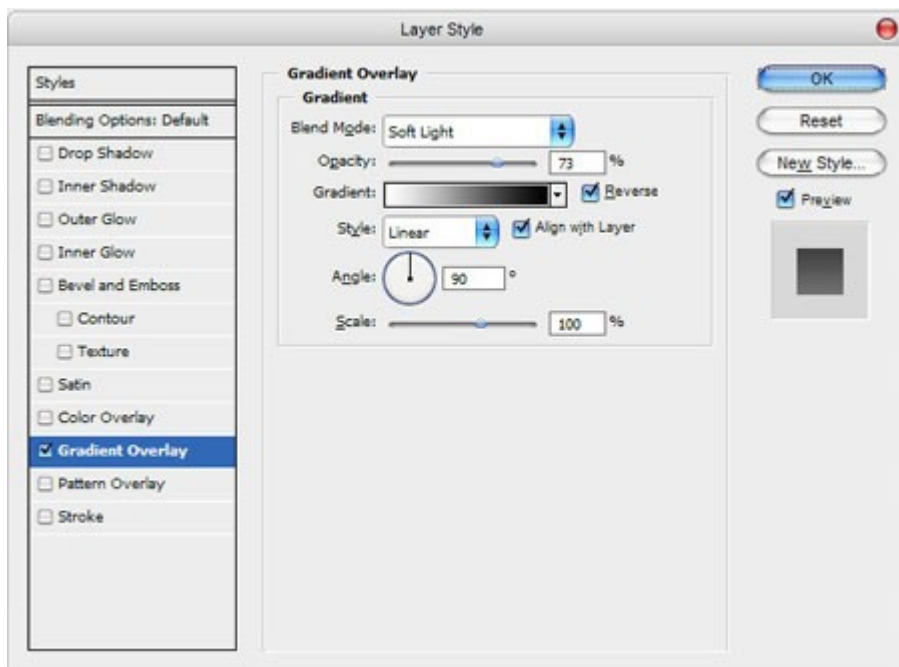 Layer Style
Styles
Blending Options: Default
Drop Shadow
Inner Shadow
Outer Glow
Inner Glow
Bevel and Emboss
Contour
Texture
Satin
Color Overlay
Gradient Overlay
Pattern Overlay
Stroke
Gradient Overlay
Gradient
Blend Mode: Soft Light
Opacity: 73 %
Gradient: Reverse
Style: Linear Align with Layer
Angle: 90 °
Scale: 100 %
OK
Reset
New Style...
Preview